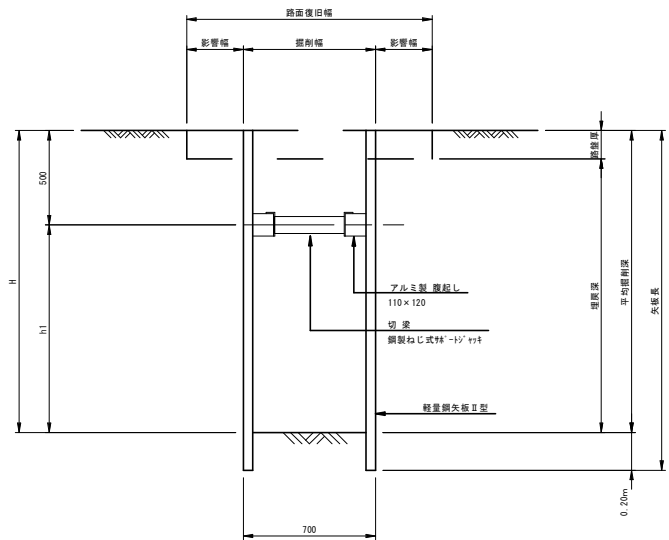 路面復旧幅
影響幅
掘削幅
影響幅
500
H
h1
路盤厚
埋戻深
平均掘削深
矢板長
アルミ製 腹起し
110×120
切 梁
鋼製ねじ式ｻﾎﾟｰﾄｼﾞｬｯｷ
軽量鋼矢板Ⅱ型
0.20m
700